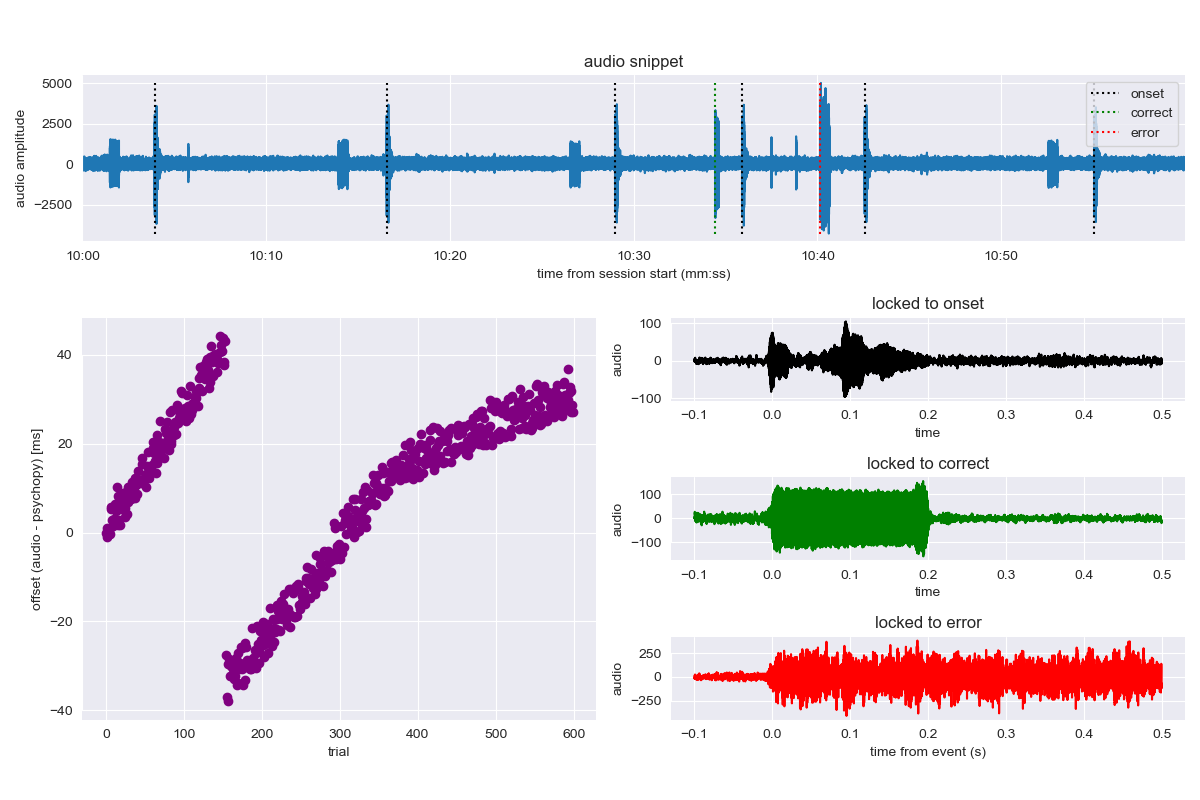 audio snippet
audio amplitude
5000
2500
0
−2500
onset
correct
error
10:00 10:10 10:20 10:30 10:40 10:50
time from session start (mm:ss)
offset (audio - psychopy) [ms]
40
20
0
−20
−40
0 100 200 300 400 500 600
trial
locked to onset
audio
100
0
−100
−0.1 0.0 0.1 0.2 0.3 0.4 0.5
time
locked to correct
audio
100
0
−100
−0.1 0.0 0.1 0.2 0.3 0.4 0.5
time
locked to error
audio
250
0
−250
−0.1 0.0 0.1 0.2 0.3 0.4 0.5
time from event (s)